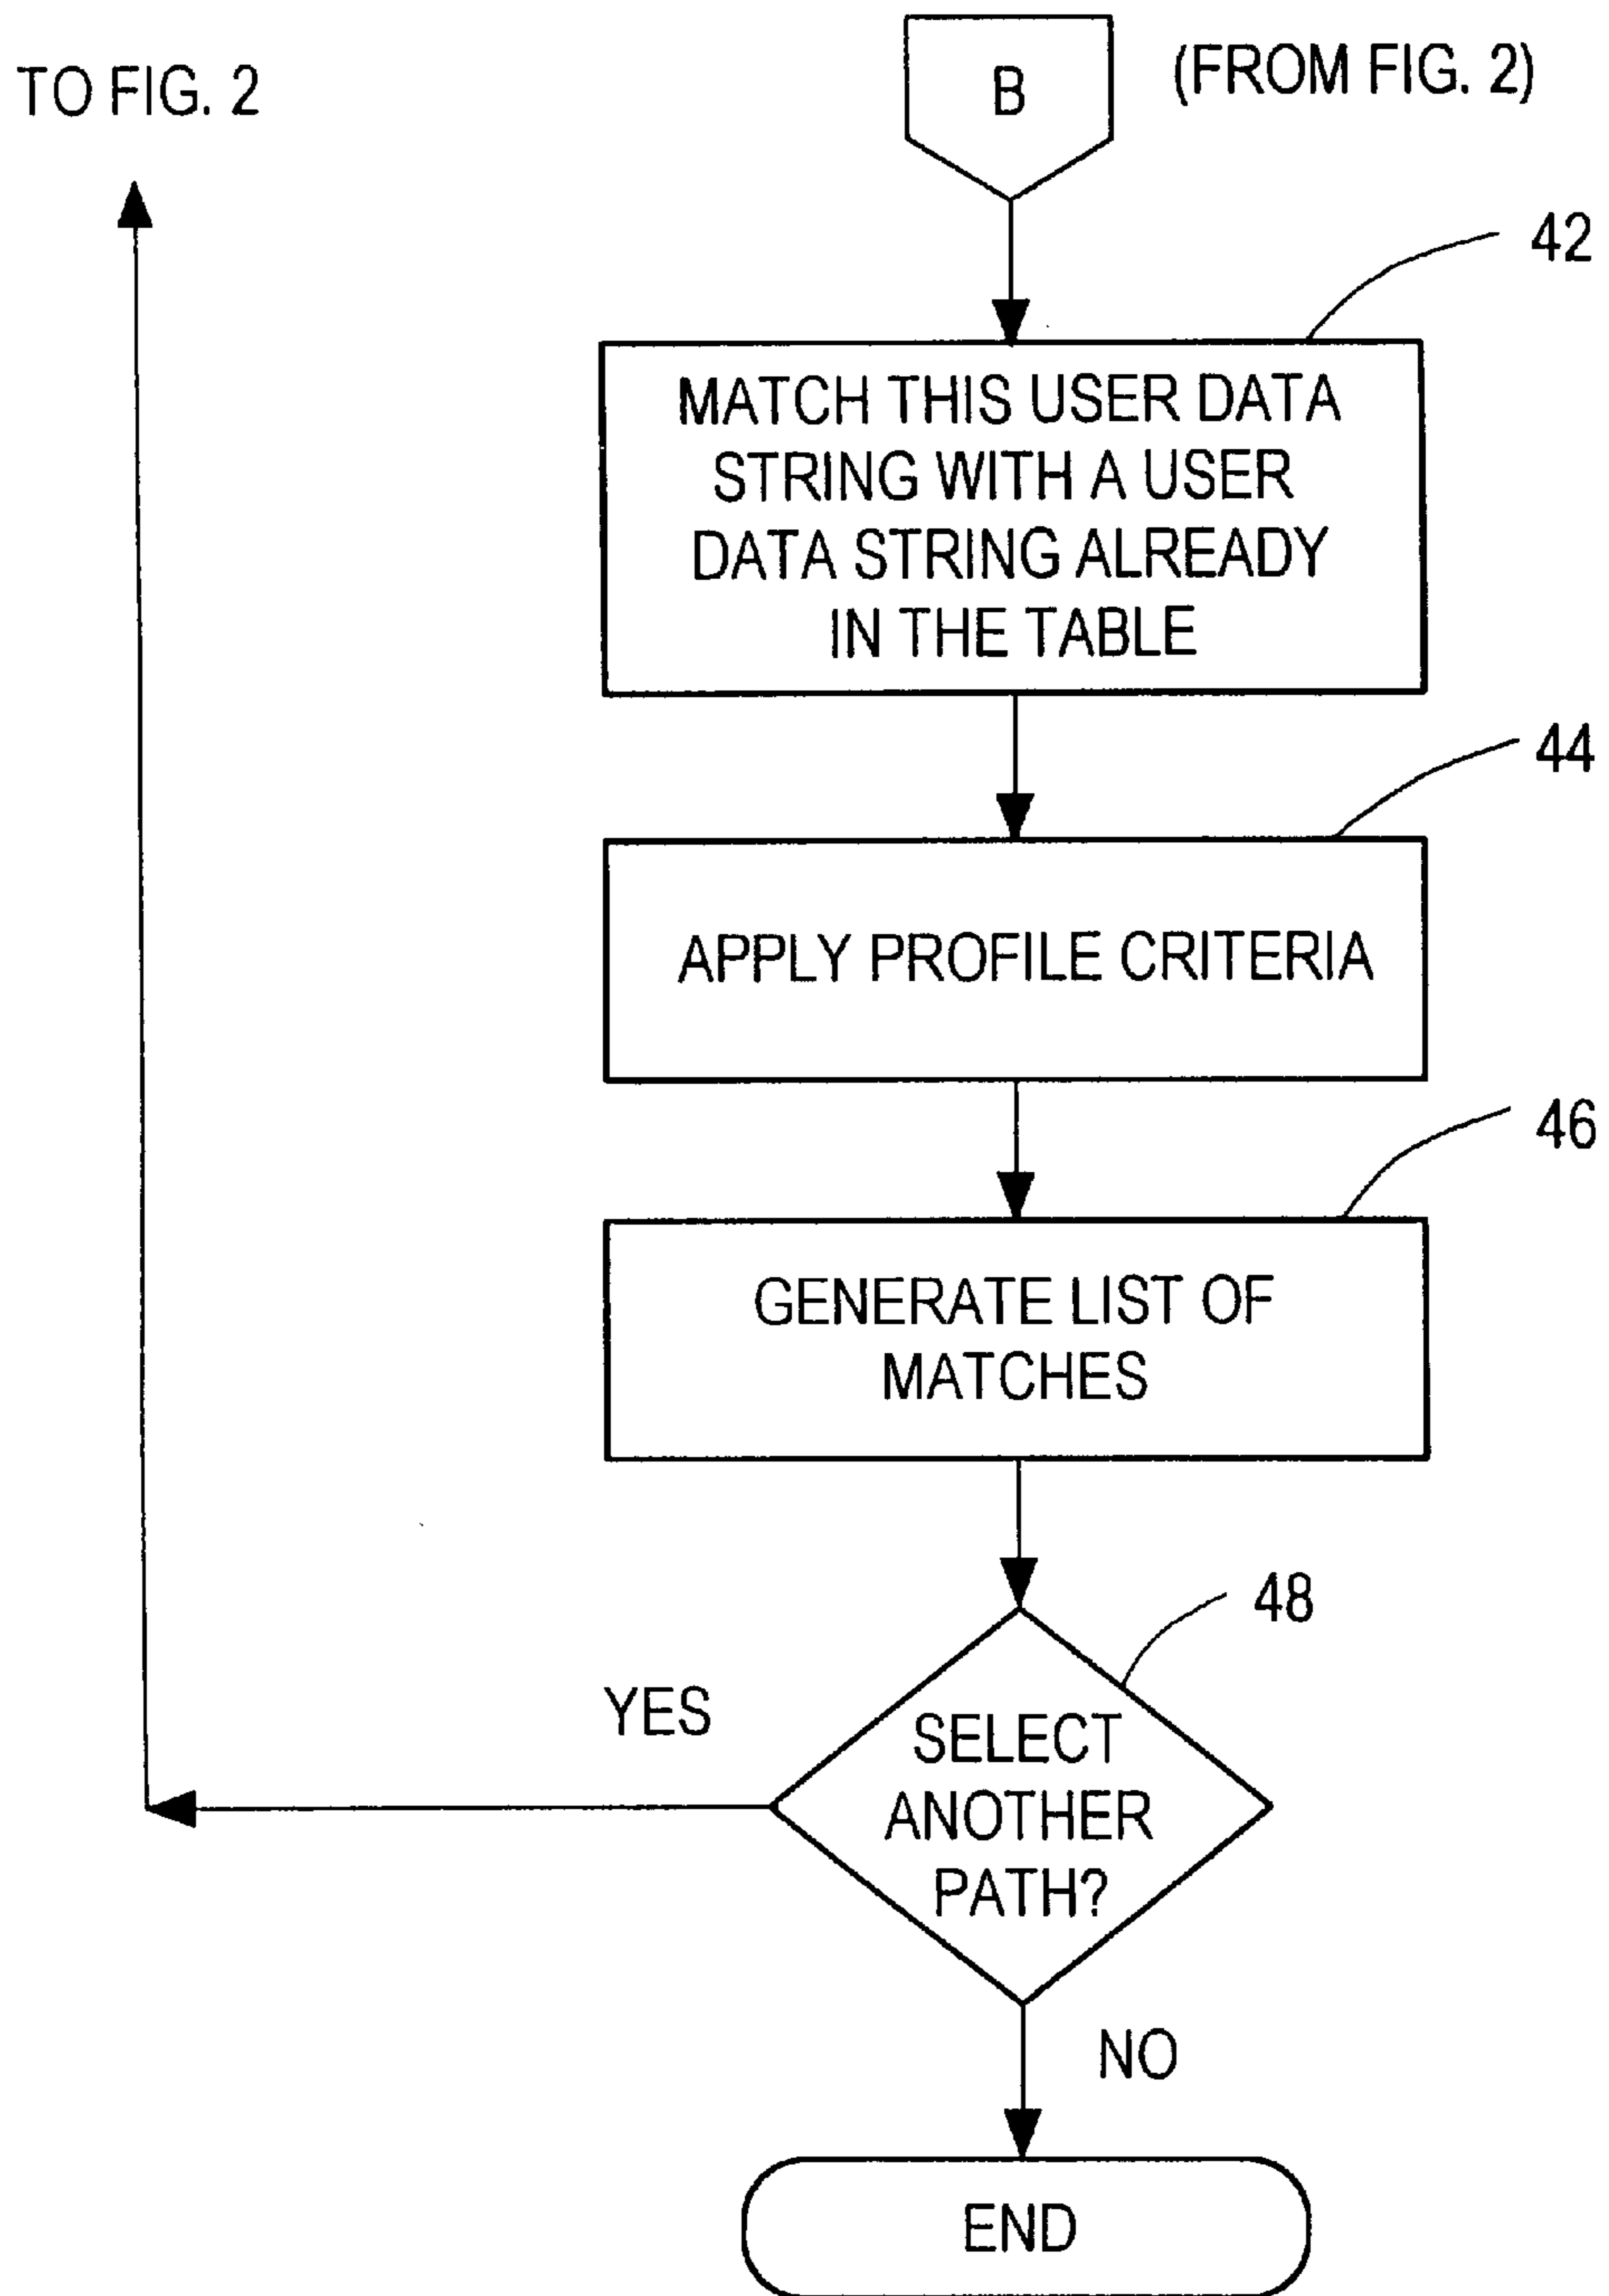 TO FIG. 2
B
(FROM FIG. 2)
42
MATCH THIS USER DATA
STRING WITH A USER
DATA STRING ALREADY
IN THE TABLE
44
APPLY PROFILE CRITERIA
46
GENERATE LIST OF
MATCHES
48
YES
SELECT
ANOTHER
PATH?
NO
END